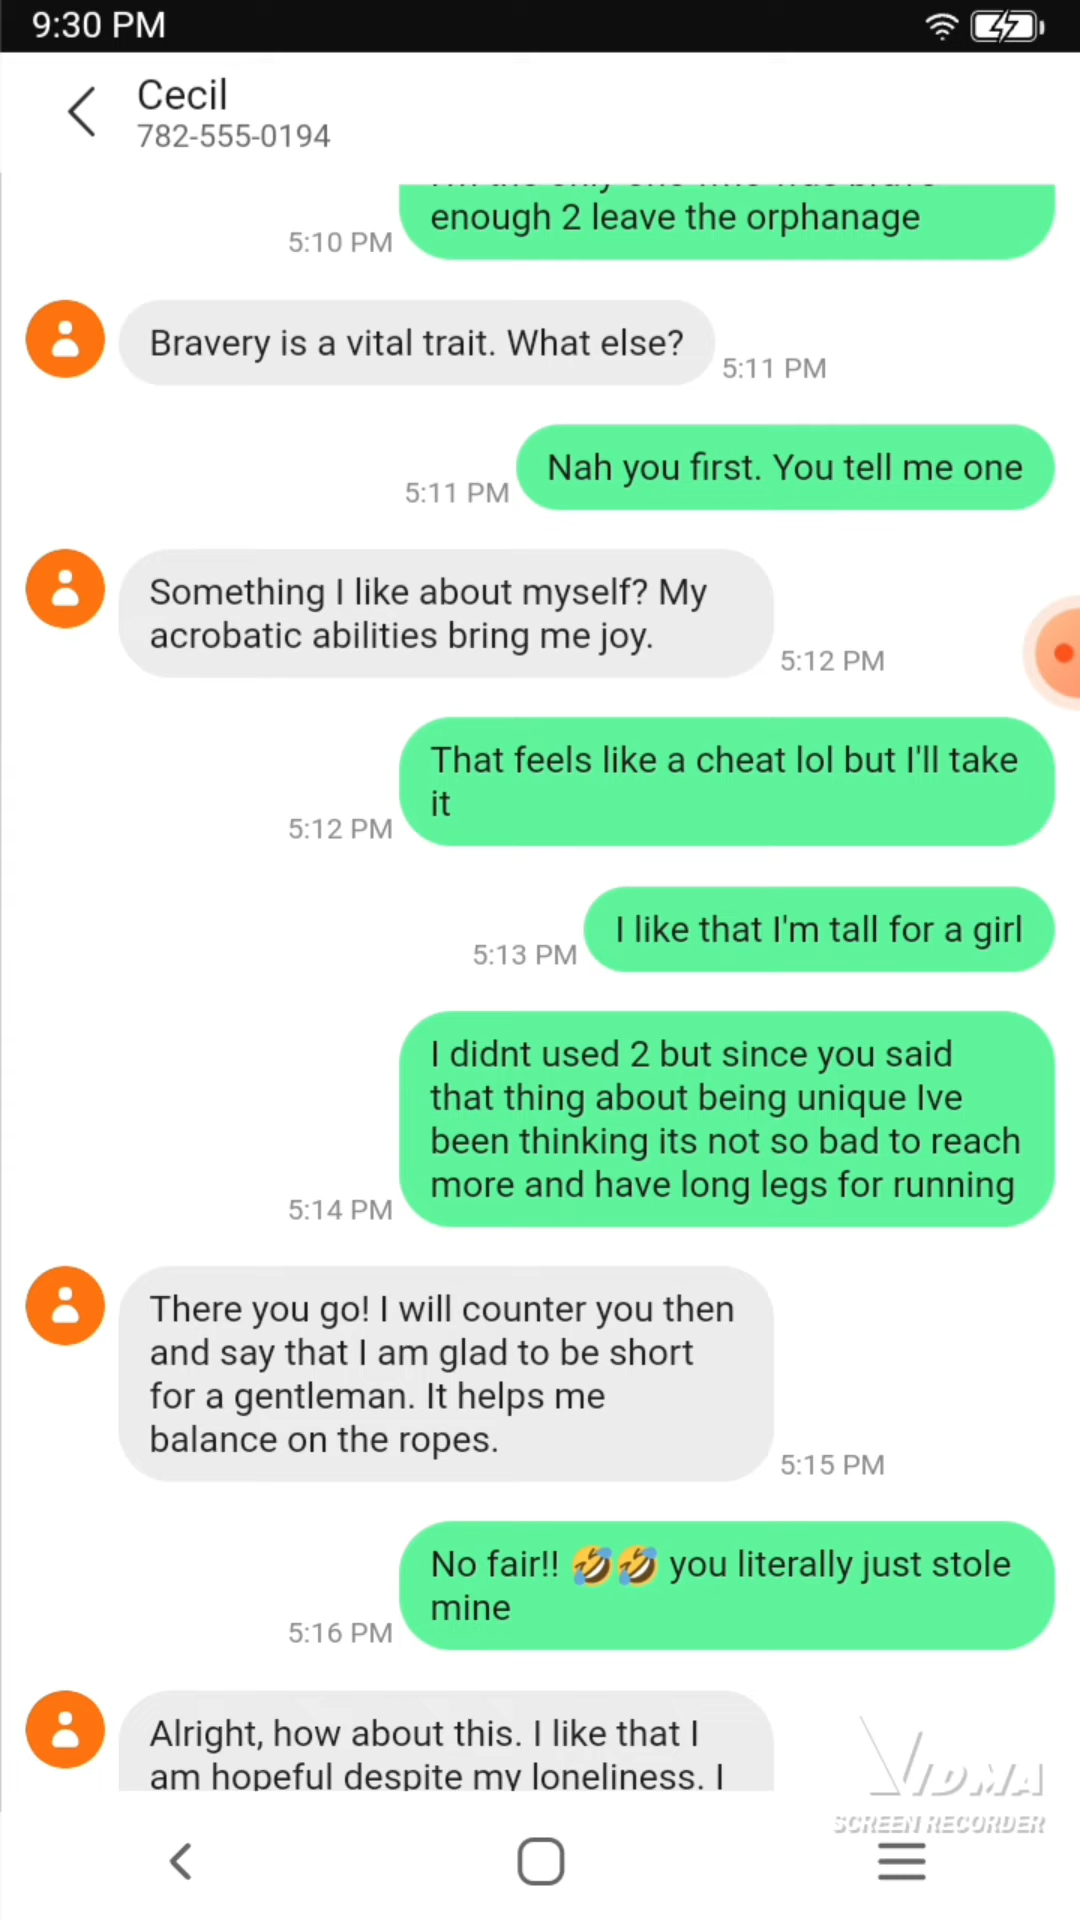 9:30 PM
Cecil
782-555-0194
enough 2 leave the orphanage
5:10 PM
Bravery is a vital trait. What else?
5:11 PM
Nah you first. You tell me one
5:11 PM
Something I like about myself? My
acrobatic abilities bring me joy.
5:12 PM
That feels like a cheat lol but I'll take
it
5:12 PM
I like that I'm tall for a girl
5:13 PM
I didnt used 2 but since you said
that thing about being unique Ive
been thinking its not so bad to reach
more and have long legs for running
5:14 PM
There you go! I will counter you then
and say that I am glad to be short
for a gentleman. It helps me
balance on the ropes.
5:15 PM
No fair!! 🤣🤣 you literally just stole
mine
5:16 PM
Alright, how about this. I like that I
am hopeful despite my loneliness. I
VIDMA
SCREEN RECORDER